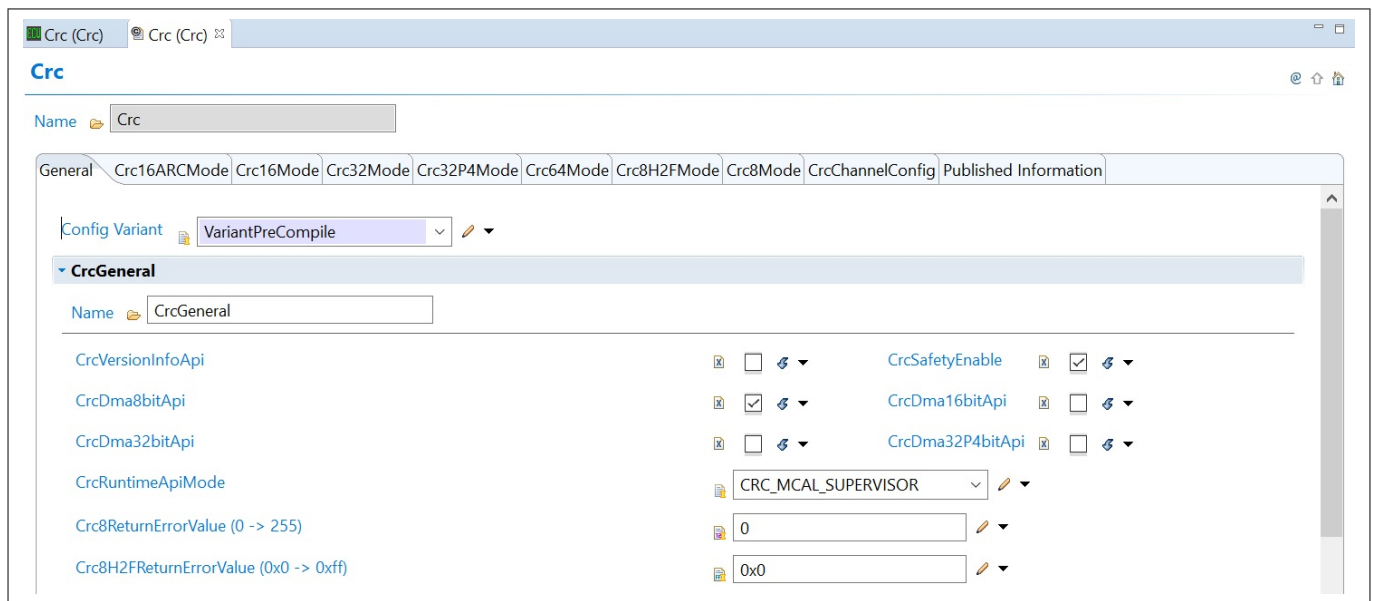 Crc (Crc) Crc (Crc)
Crc
Name Crc
General Crc16ARCMode Crc16Mode Crc32Mode Crc32P4Mode Crc64Mode Crc8H2FMode Crc8Mode CrcChannelConfig Published Information
Config Variant VariantPreCompile
CrcGeneral
Name CrcGeneral
CrcVersionInfoApi CrcSafetyEnable
CrcDma8bitApi CrcDma16bitApi
CrcDma32bitApi CrcDma32P4bitApi
CrcRuntimeApiMode CRC_MCAL_SUPERVISOR
Crc8ReturnErrorValue (0 -> 255) 0
Crc8H2FReturnErrorValue (0x0 -> 0xff) 0x0